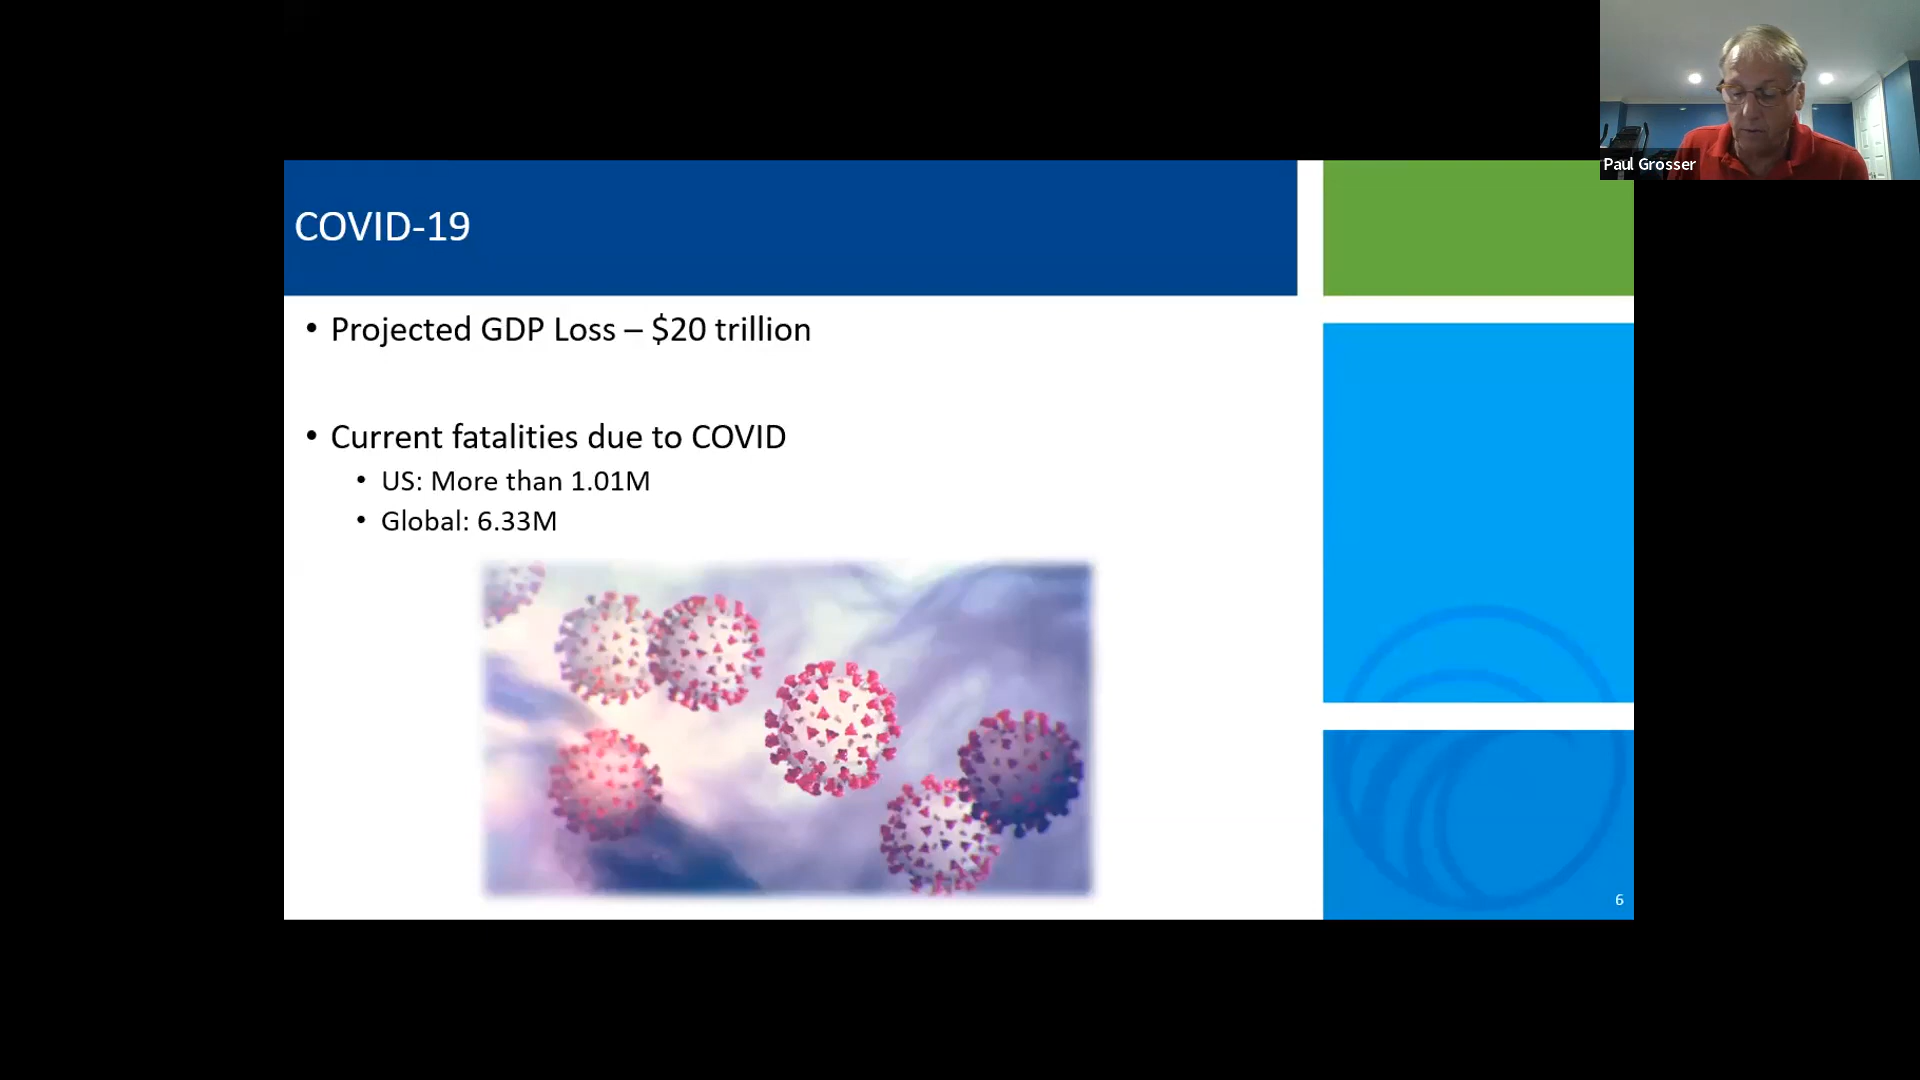 Paul Grosser
COVID-19
• Projected GDP Loss – $20 trillion
• Current fatalities due to COVID
• US: More than 1.01M
• Global: 6.33M
6